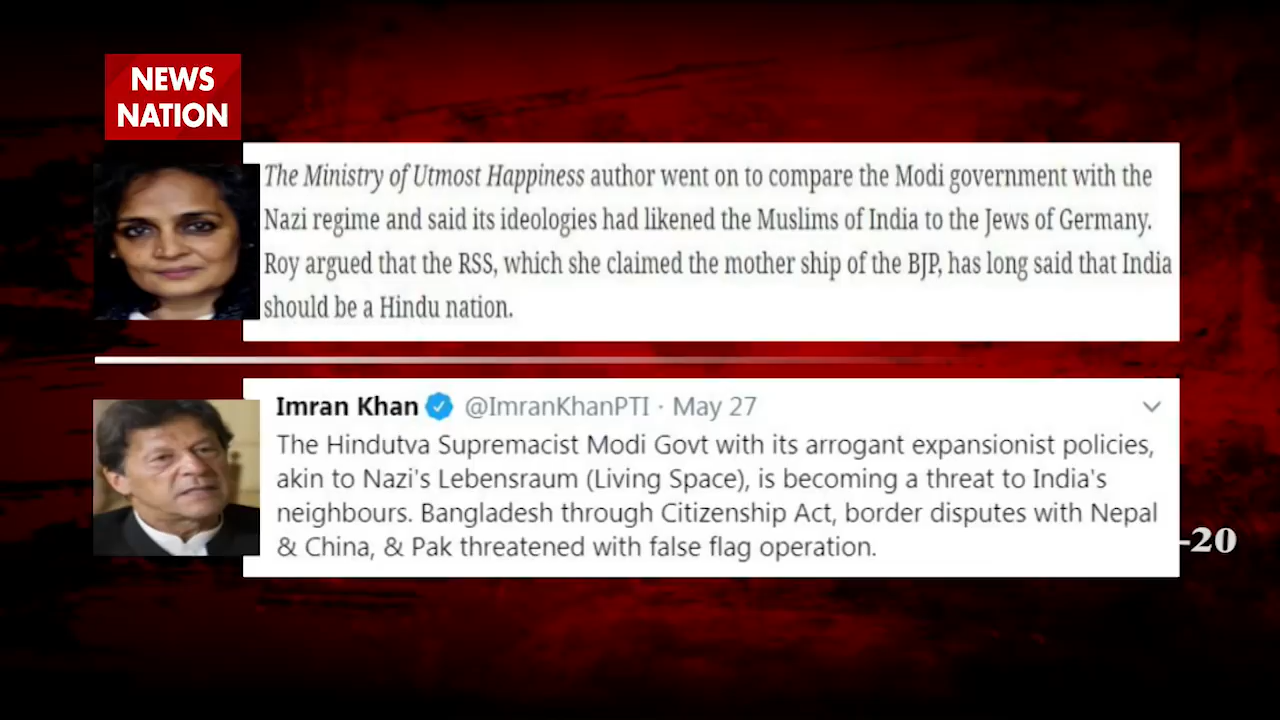 NEWS
NATION
The Ministry of Utmost Happiness author went on to compare the Modi government with the
Nazi regime and said its ideologies had likened the Muslims of India to the Jews of Germany.
Roy argued that the RSS, which she claimed the mother ship of the BJP, has long said that India
should be a Hindu nation.
Imran Khan @ImranKhanPTI · May 27
The Hindutva Supremacist Modi Govt with its arrogant expansionist policies,
akin to Nazi's Lebensraum (Living Space), is becoming a threat to India's
neighbours. Bangladesh through Citizenship Act, border disputes with Nepal
& China, & Pak threatened with false flag operation.
-20